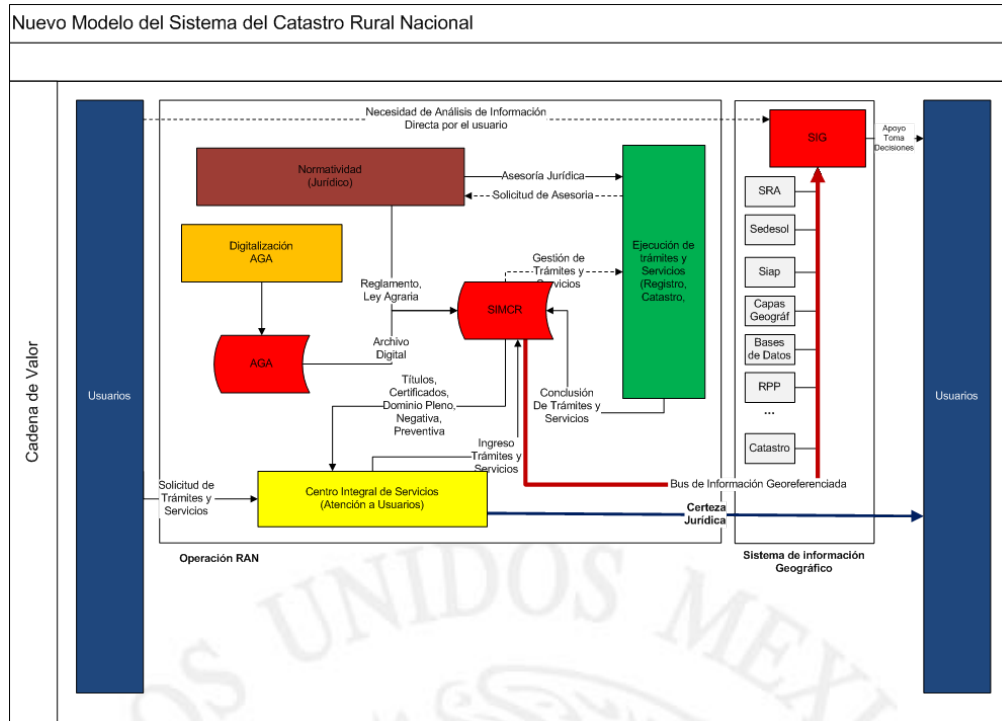 Nuevo Modelo del Sistema del Catastro Rural Nacional
Cadena de Valor
Usuarios
Necesidad de Análisis de Información
Directa por el usuario
Normatividad
(Jurídico)
Asesoría Jurídica
Solicitud de Asesoria
Digitalización
AGA
AGA
Reglamento,
Ley Agraria
Archivo
Digital
SIMCR
Gestión de
Trámites y
Servicios
Ejecución de
trámites y
Servicios
(Registro,
Catastro,
Títulos,
Certificados,
Dominio Pleno,
Negativa,
Preventiva
Conclusión
De Trámites y
Servicios
Ingreso
Trámites y
Servicios
Solicitud de
Trámites y
Servicios
Centro Integral de Servicios
(Atención a Usuarios)
Operación RAN
SIG
Apoyo
Toma
Decisiones
SRA
Sedesol
Siap
Capas
Geográf
Bases
de Datos
RPP
...
Catastro
Bus de Información Georeferenciada
Certeza
Jurídica
Sistema de información
Geográfico
Usuarios
OS UNIDOS MEXI